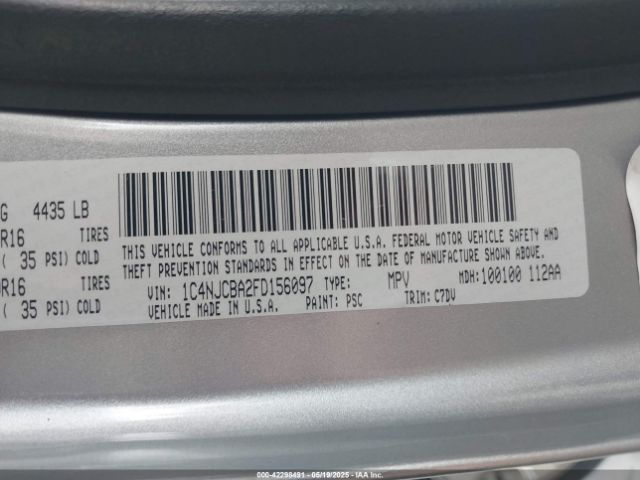 G 4435 LB
R16 TIRES
( 35 PSI) COLD
R16 TIRES
( 35 PSI) COLD
THIS VEHICLE CONFORMS TO ALL APPLICABLE U.S.A. FEDERAL MOTOR VEHICLE SAFETY AND
THEFT PREVENTION STANDARDS IN EFFECT ON THE DATE OF MANUFACTURE SHOWN ABOVE.
VIN: 1C4NJCBA2FD156097 TYPE: MPV MDH:100100 112AA
VEHICLE MADE IN U.S.A. PAINT: PSC TRIM: C7DV
000-42298491 - 05/19/2025 - IAAI.COM